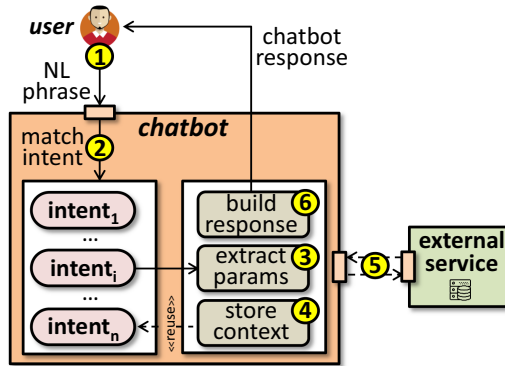 user
1
chatbot
response
NL
phrase
chatbot
match
intent
2
intent1
...
intenti
...
intentn
build
response
6
extract
params
3
store
context
4
<<reuse>>
5
external
service